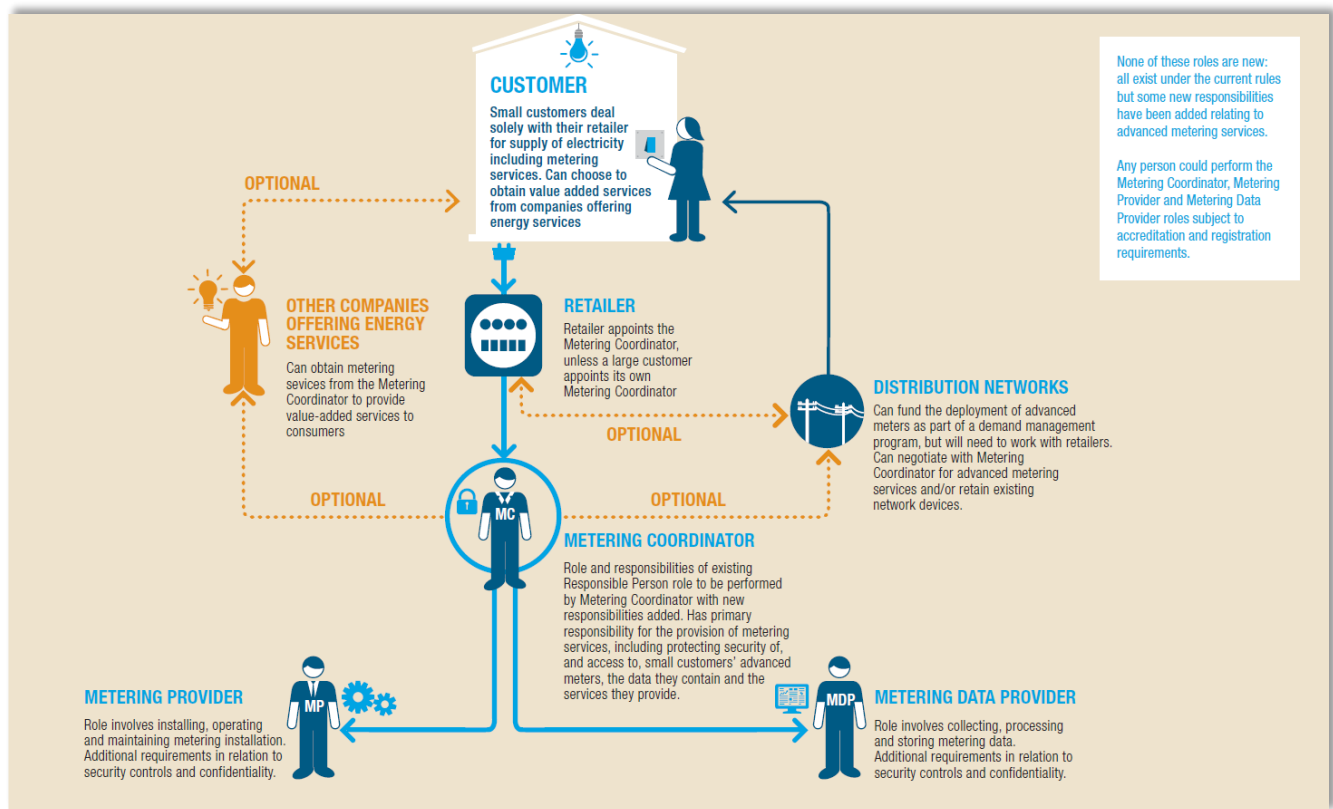 CUSTOMER
Small customers deal
solely with their retailer
for supply of electricity
including metering
services. Can choose to
obtain value added services
from companies offering
energy services
None of these roles are new:
all exist under the current rules
but some new responsibilities
have been added relating to
advanced metering services.
Any person could perform the
Metering Coordinator, Metering
Provider and Metering Data
Provider roles subject to
accreditation and registration
requirements.
OPTIONAL
OTHER COMPANIES
OFFERING ENERGY
SERVICES
Can obtain metering
sevices from the Metering
Coordinator to provide
value-added services to
consumers
RETAILER
Retailer appoints the
Metering Coordinator,
unless a large customer
appoints its own
Metering Coordinator
OPTIONAL
DISTRIBUTION NETWORKS
Can fund the deployment of advanced
meters as part of a demand management
program, but will need to work with retailers.
Can negotiate with Metering
Coordinator for advanced metering
services and/or retain existing
network devices.
OPTIONAL
MC
OPTIONAL
METERING COORDINATOR
Role and responsibilities of existing
Responsible Person role to be performed
by Metering Coordinator with new
responsibilities added. Has primary
responsibility for the provision of metering
services, including protecting security of,
and access to, small customers' advanced
meters, the data they contain and the
services they provide.
METERING PROVIDER
Role involves installing, operating
and maintaining metering installation.
Additional requirements in relation to
security controls and confidentiality.
MP
MDP
METERING DATA PROVIDER
Role involves collecting, processing
and storing metering data.
Additional requirements in relation to
security controls and confidentiality.